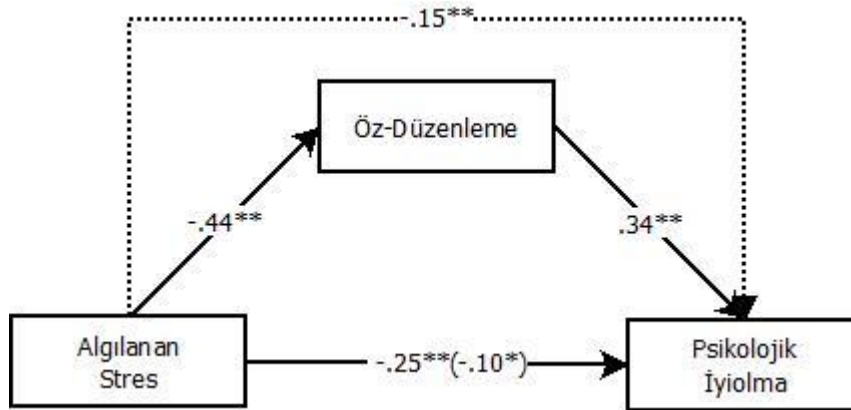 -.15**
Öz-Düzenleme
-.44**
.34**
Algılanan
Stres
-.25**(-.10*)
Psikolojik
İyiolma